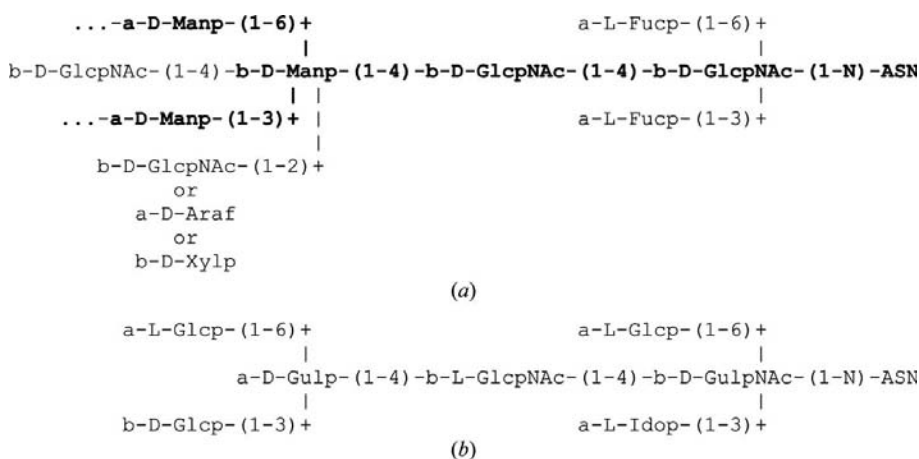 ...-a-D-Manp-(1-6)+ a-L-Fucp-(1-6)+
| |
b-D-GlcpNAc-(1-4)-b-D-Manp-(1-4)-b-D-GlcpNAc-(1-4)-b-D-GlcpNAc-(1-N)-ASN
| | |
...-a-D-Manp-(1-3)+ | a-L-Fucp-(1-3)+
|
b-D-GlcpNAc-(1-2)+
or
a-D-Araf
or
b-D-Xylp
(a)
a-L-Glcp-(1-6)+ a-L-Glcp-(1-6)+
| |
a-D-Gulp-(1-4)-b-L-GlcpNAc-(1-4)-b-D-GulpNAc-(1-N)-ASN
| |
b-D-Glcp-(1-3)+ a-L-Idop-(1-3)+
(b)